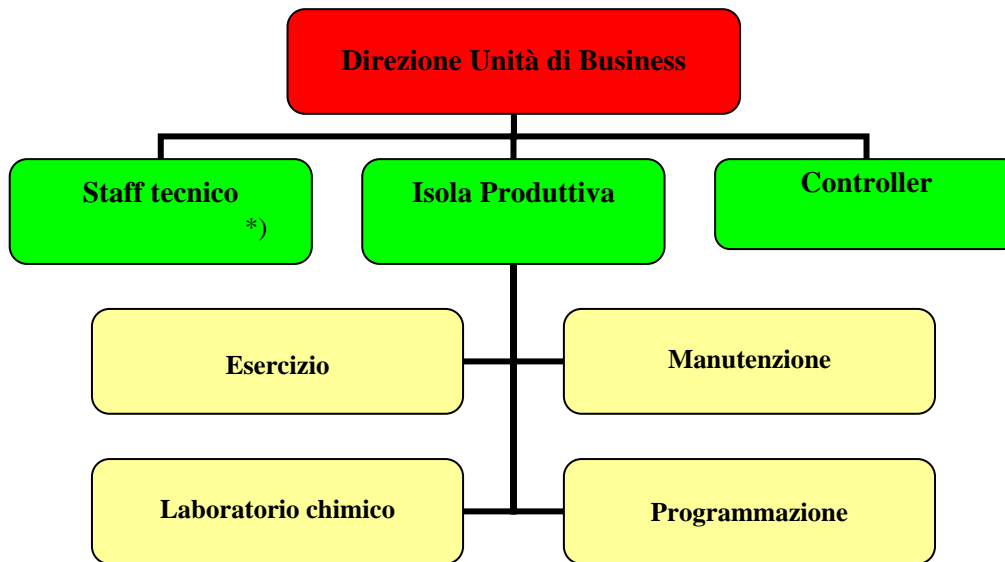 Direzione Unità di Business
Staff tecnico
*)
Isola Produttiva
Controller
Esercizio
Manutenzione
Laboratorio chimico
Programmazione